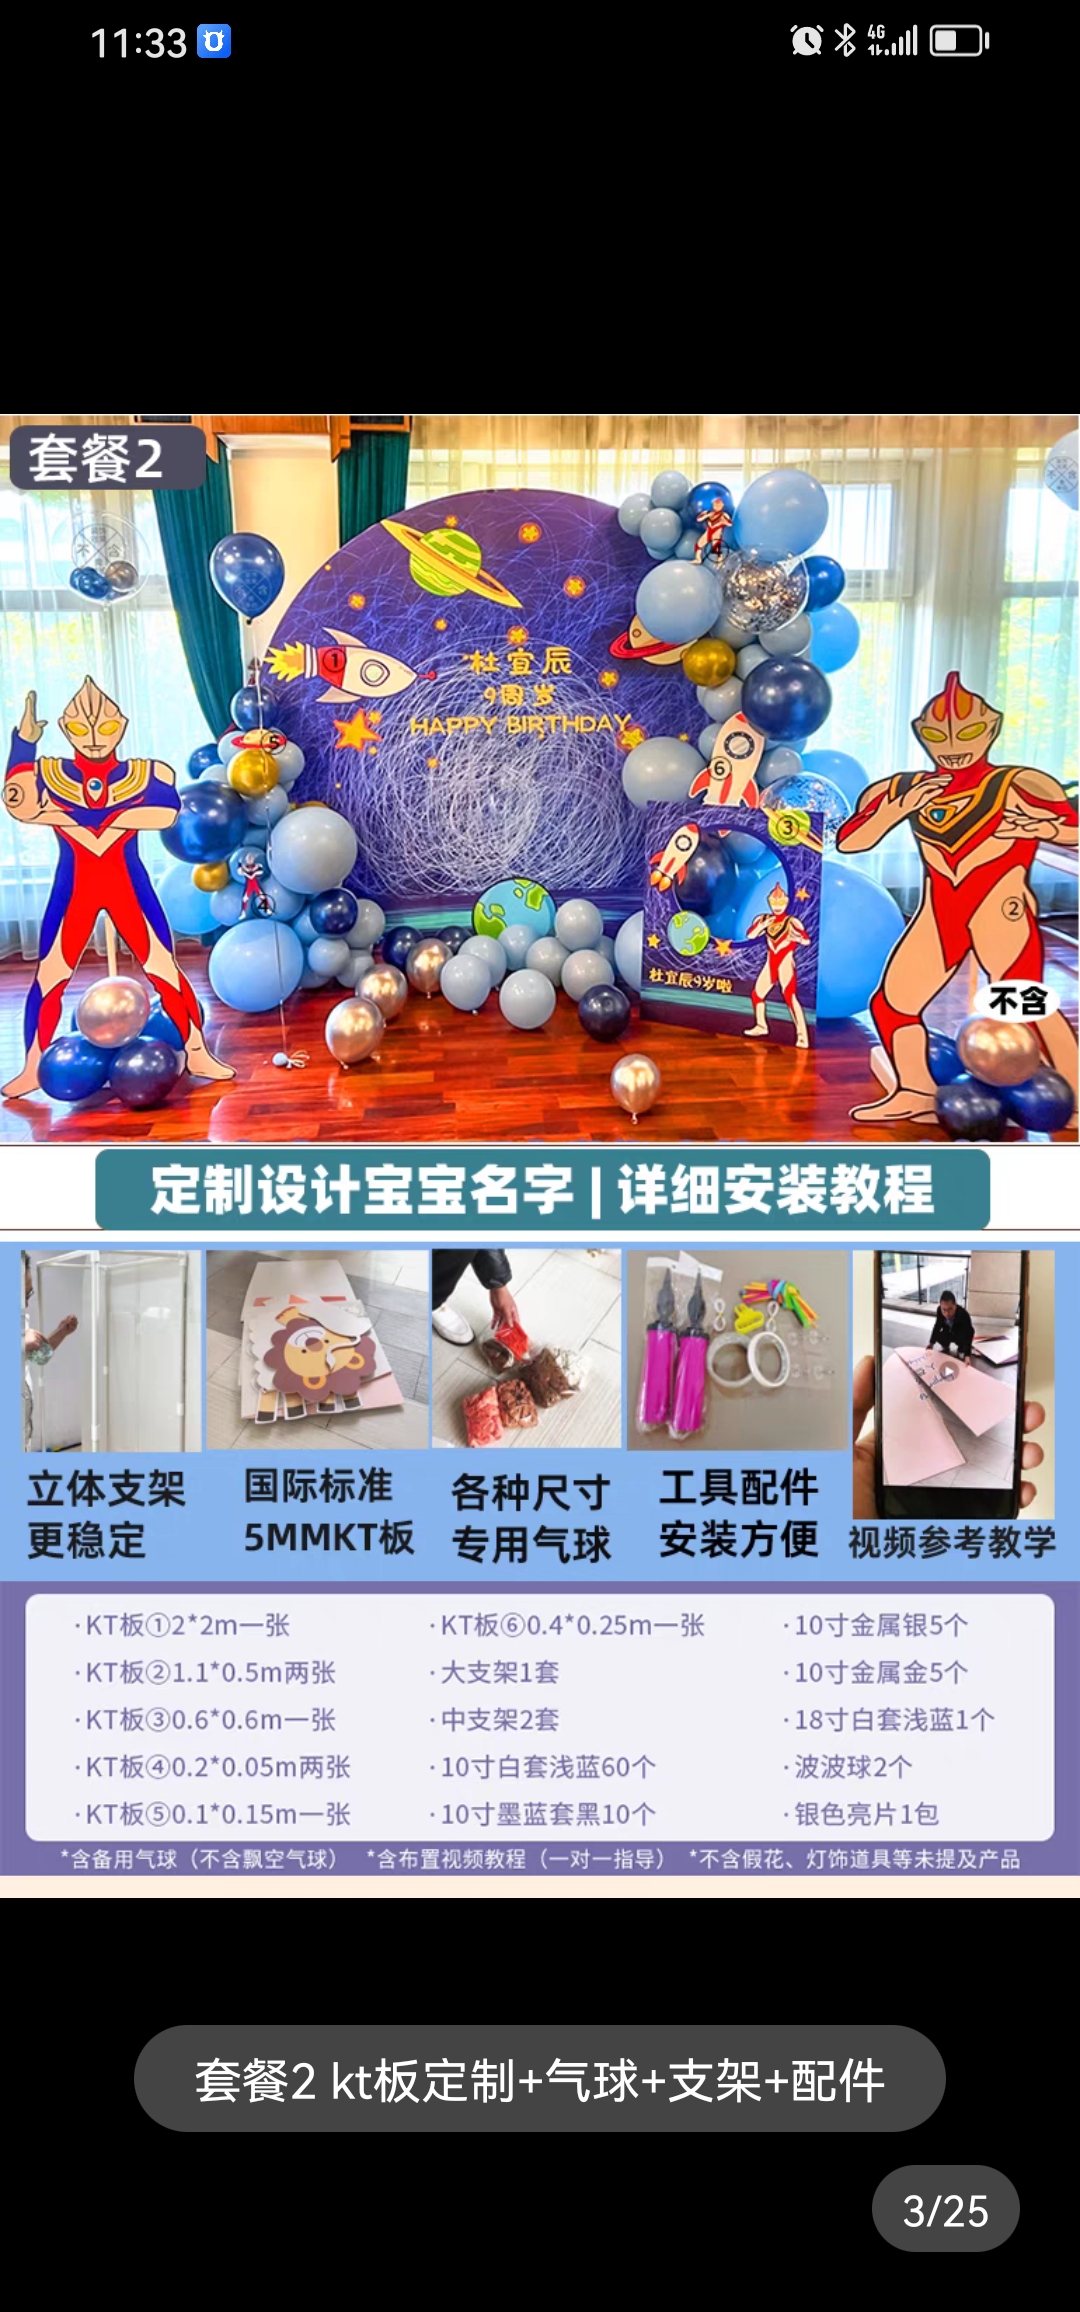 11:33
4G
套餐2
不含
杜宜辰
9周岁
HAPPY BIRTHDAY
①
②
③
④
④
⑤
⑥
②
杜宜辰9岁啦
不含
定制设计宝宝名字 | 详细安装教程
立体支架
更稳定
国际标准
5MMKT板
各种尺寸
专用气球
工具配件
安装方便
视频参考教学
·KT板①2*2m一张
·KT板②1.1*0.5m两张
·KT板③0.6*0.6m一张
·KT板④0.2*0.05m两张
·KT板⑤0.1*0.15m一张
·KT板⑥0.4*0.25m一张
·大支架1套
·中支架2套
·10寸白套浅蓝60个
·10寸墨蓝套黑10个
·10寸金属银5个
·10寸金属金5个
·18寸白套浅蓝1个
·波波球2个
·银色亮片1包
*含备用气球（不含飘空气球） *含布置视频教程（一对一指导） *不含假花、灯饰道具等未提及产品
套餐2 kt板定制+气球+支架+配件
3/25